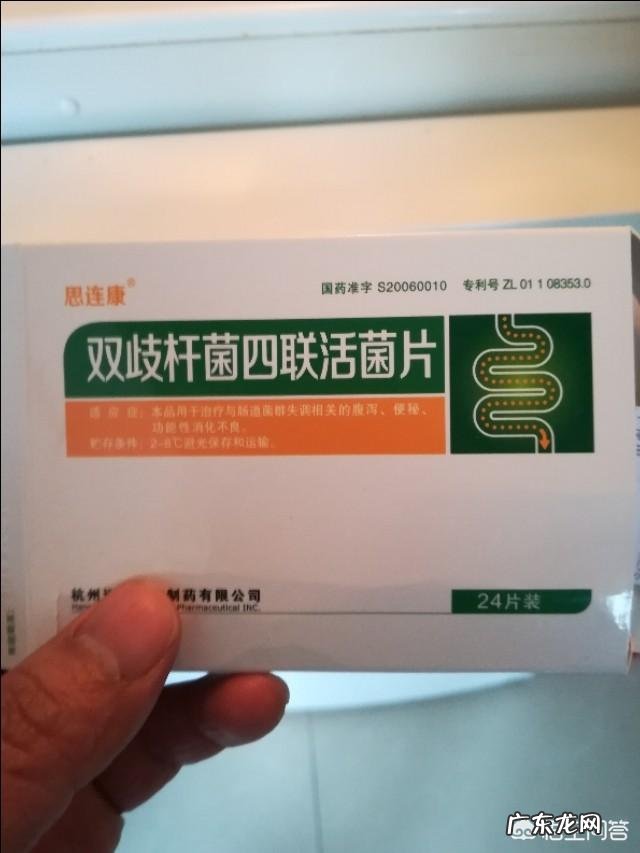 思连康®
国药准字 S20060010 专利号 ZL 01 1 08353.0
双歧杆菌四联活菌片
适应症：本品用于治疗与肠道菌群失调相关的腹泻、便秘、
功能性消化不良。
贮存条件：2-8℃避光保存和运输。
杭州 制药有限公司
Pharmaceutical INC.
24片装
广东龙网
悟空问答